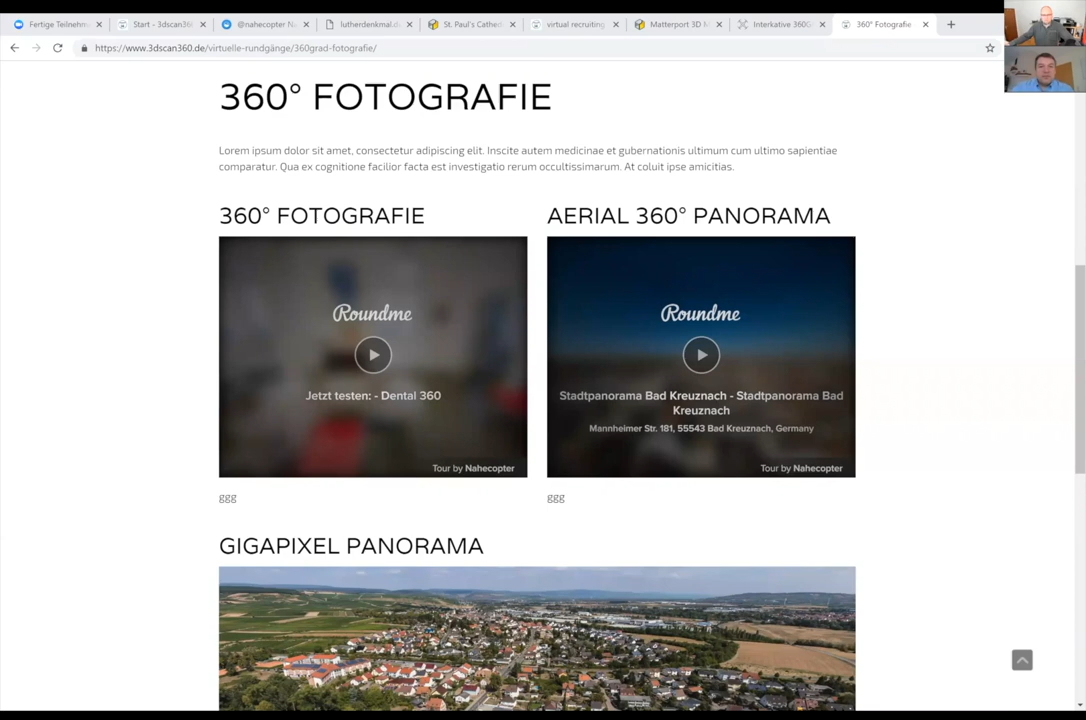 Fertige Teilnehm
Start - 3dscan360
@nahecopter N
lutherdenkmal.d
St. Paul's Cathed
virtual recruiting
Matterport 3D M
Interkative 360G
360° Fotografie
https://www.3dscan360.de/virtuelle-rundgänge/360grad-fotografie/
360° FOTOGRAFIE
Lorem ipsum dolor sit amet, consectetur adipiscing elit. Inscite autem medicinae et gubernationis ultimum cum ultimo sapientiae
comparatur. Qua ex cognitione facilior facta est investigatio rerum occultissimarum. At coluit ipse amicitias.
360° FOTOGRAFIE
Roundme
Jetzt testen: - Dental 360
Tour by Nahecopter
ggg
AERIAL 360° PANORAMA
Roundme
Stadtpanorama Bad Kreuznach - Stadtpanorama Bad
Kreuznach
Mannheimer Str. 181, 55543 Bad Kreuznach, Germany
Tour by Nahecopter
ggg
GIGAPIXEL PANORAMA